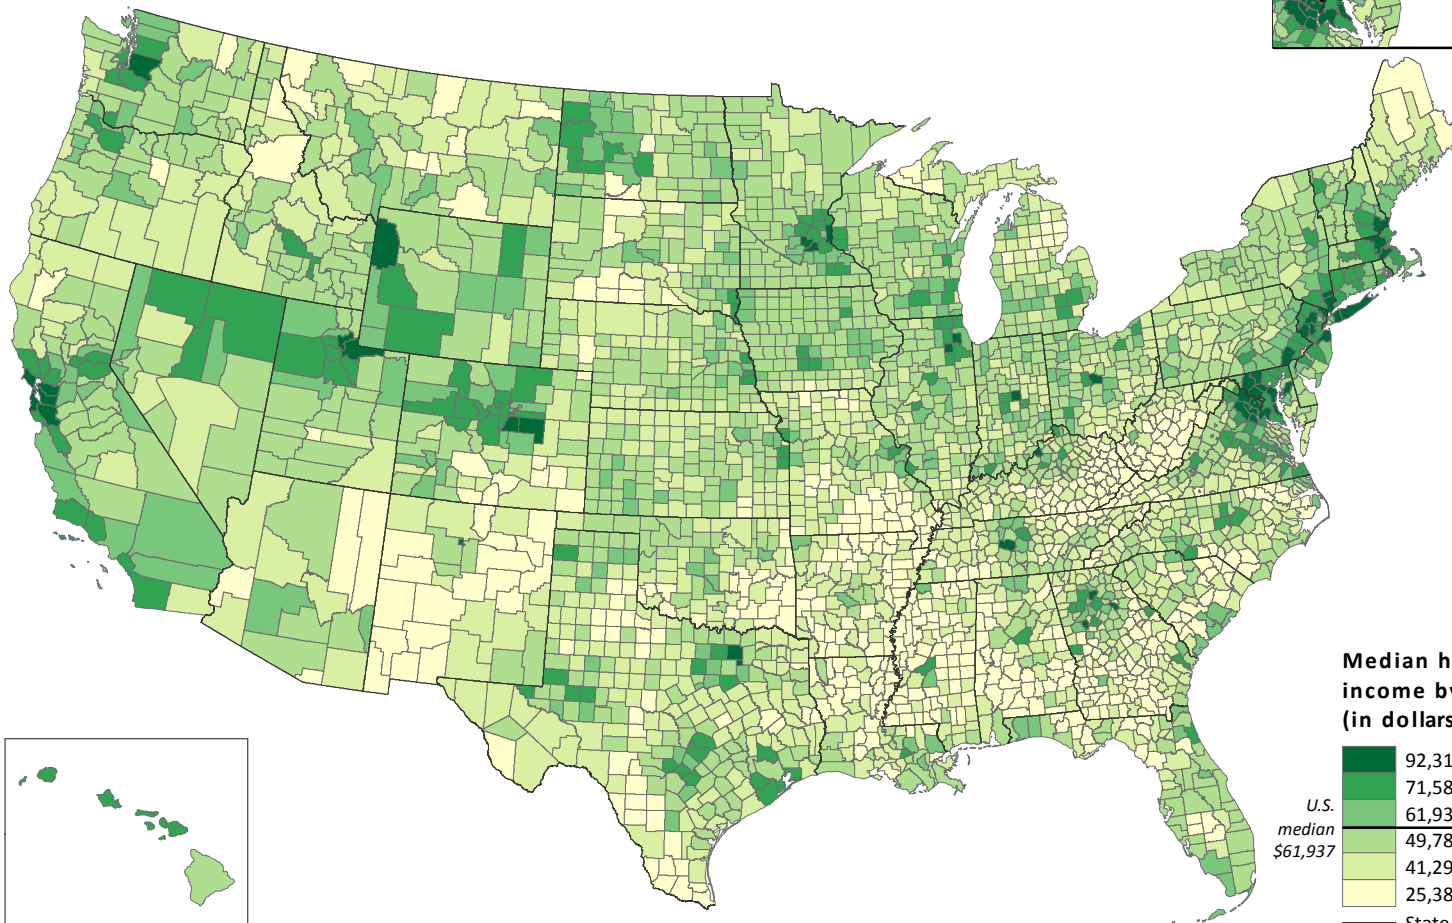 Median h
income by
(in dollars
92,31
71,58
61,93
49,78
41,29
25,38
U.S.
median
$61,937
State